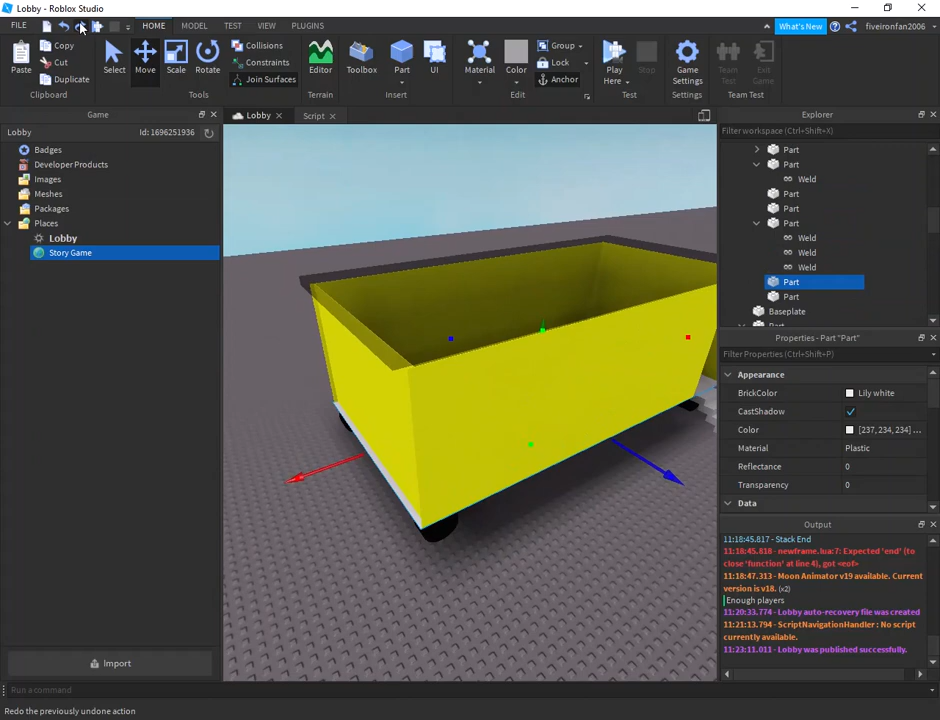 Lobby - Roblox Studio
FILE
HOME
MODEL
TEST
VIEW
PLUGINS
What's New
fiveironfan2006
Paste
Copy
Cut
Duplicate
Clipboard
Select
Move
Scale
Rotate
Collisions
Constraints
Join Surfaces
Tools
Editor
Terrain
Toolbox
Part
UI
Insert
Material
Color
Group
Lock
Anchor
Edit
Play
Here
Stop
Test
Game
Settings
Settings
Team
Test
Exit
Game
Team Test
Game
Lobby
Id: 1696251936
Badges
Developer Products
Images
Meshes
Packages
Places
Lobby
Story Game
Import
Lobby
Script
Explorer
Filter workspace (Ctrl+Shift+X)
Part
Part
Weld
Part
Part
Part
Weld
Weld
Weld
Part
Part
Baseplate
Part
Properties - Part "Part"
Filter Properties (Ctrl+Shift+P)
Appearance
BrickColor Lily white
CastShadow
Color [237, 234, 234] ...
Material Plastic
Reflectance 0
Transparency 0
Data
Output
11:18:45.817 - Stack End
11:18:45.818 - newframe.lua:7: Expected 'end' (to
close 'function' at line 4), got <eof>
11:18:47.313 - Moon Animator v19 available. Current
version is v18. (x2)
Enough players
11:20:33.774 - Lobby auto-recovery file was created
11:21:13.794 - ScriptNavigationHandler : No script
currently available.
11:23:11.011 - Lobby was published successfully.
Run a command
Redo the previously undone action